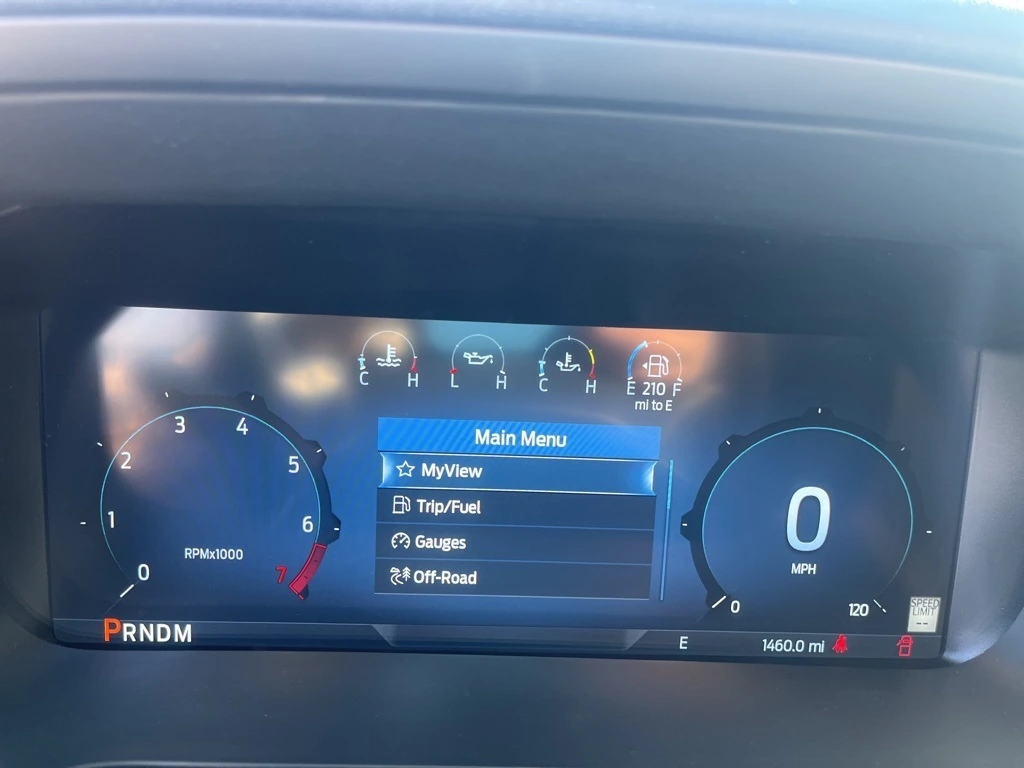 C H
L H
C H
E 210 F
mi to E
Main Menu
MyView
Trip/Fuel
Gauges
Off-Road
0
1
2
3
4
5
6
7
RPMx1000
0
MPH
0
120
SPEED
LIMIT
--
PRNDM
E
1460.0 mi